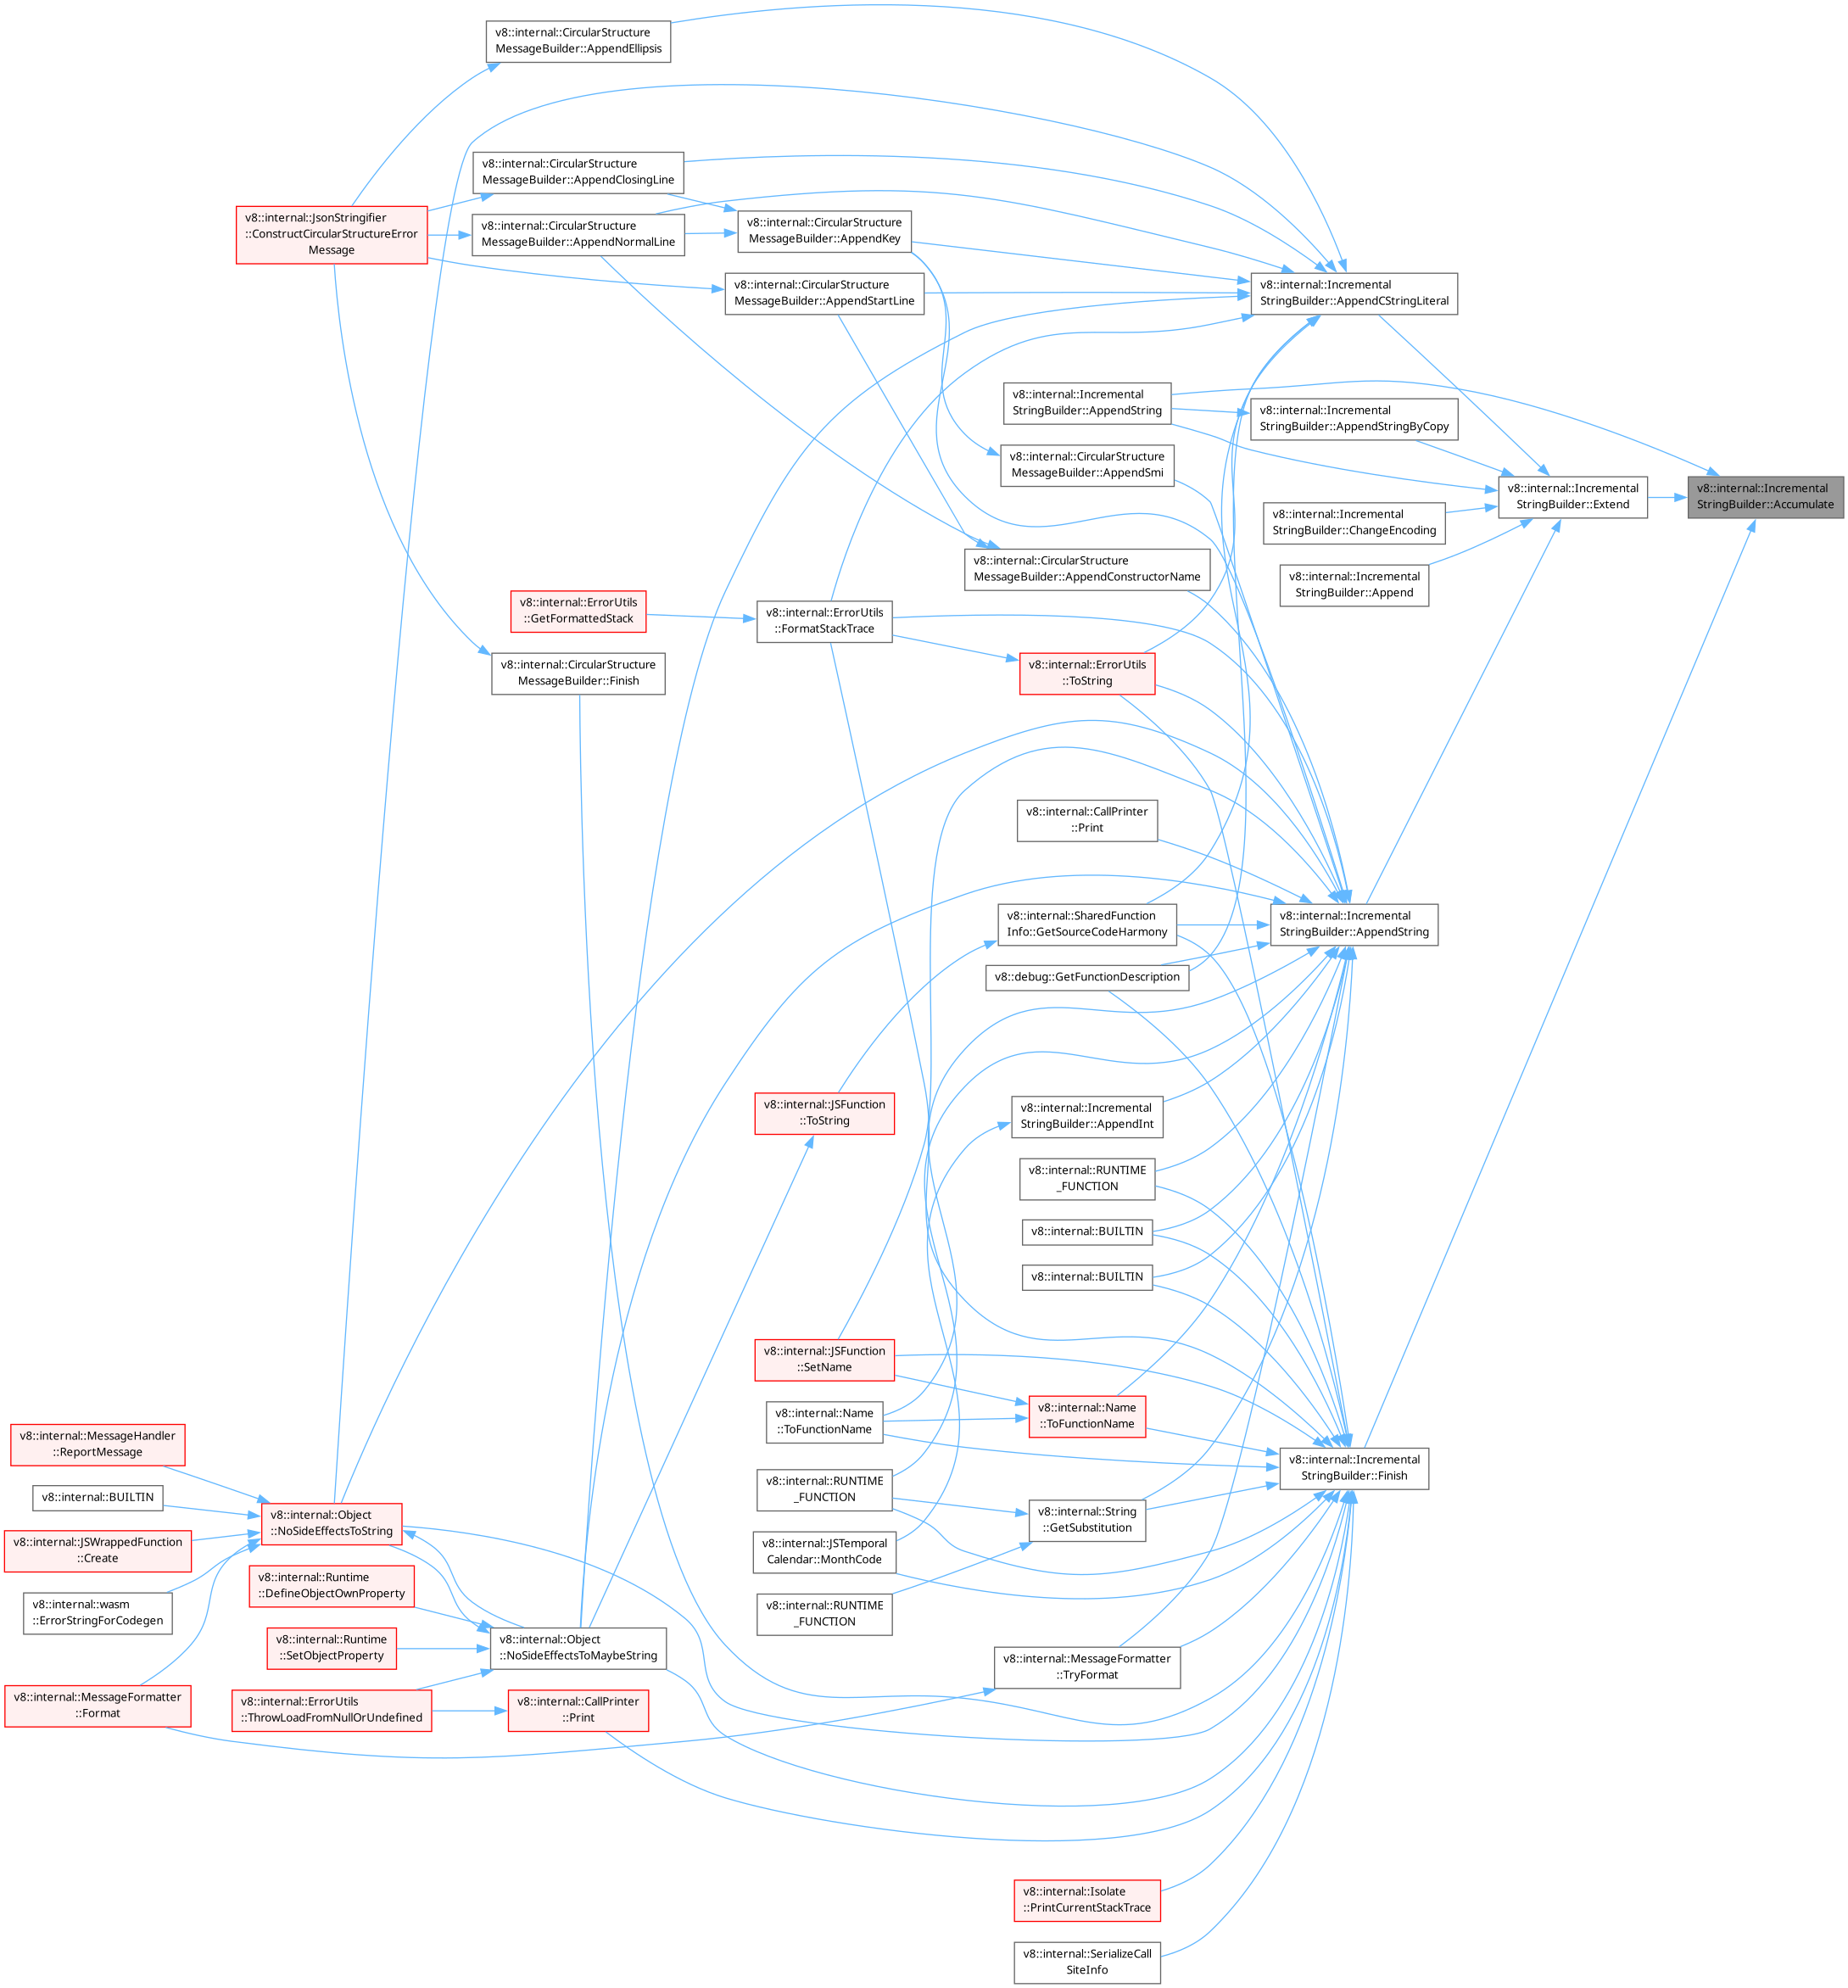 v8::internal::CircularStructure
MessageBuilder::AppendEllipsis
v8::internal::CircularStructure
MessageBuilder::AppendClosingLine
v8::internal::JsonStringifier
::ConstructCircularStructureError
Message
v8::internal::CircularStructure
MessageBuilder::AppendNormalLine
v8::internal::CircularStructure
MessageBuilder::AppendKey
v8::internal::CircularStructure
MessageBuilder::AppendStartLine
v8::internal::Incremental
StringBuilder::AppendCStringLiteral
v8::internal::Incremental
StringBuilder::AppendString
v8::internal::Incremental
StringBuilder::AppendStringByCopy
v8::internal::CircularStructure
MessageBuilder::AppendSmi
v8::internal::Incremental
StringBuilder::Extend
v8::internal::Incremental
StringBuilder::Accumulate
v8::internal::Incremental
StringBuilder::ChangeEncoding
v8::internal::CircularStructure
MessageBuilder::AppendConstructorName
v8::internal::Incremental
StringBuilder::Append
v8::internal::ErrorUtils
::GetFormattedStack
v8::internal::ErrorUtils
::FormatStackTrace
v8::internal::CircularStructure
MessageBuilder::Finish
v8::internal::ErrorUtils
::ToString
v8::internal::CallPrinter
::Print
v8::internal::SharedFunction
Info::GetSourceCodeHarmony
v8::internal::Incremental
StringBuilder::AppendString
v8::debug::GetFunctionDescription
v8::internal::JSFunction
::ToString
v8::internal::Incremental
StringBuilder::AppendInt
v8::internal::RUNTIME
_FUNCTION
v8::internal::BUILTIN
v8::internal::BUILTIN
v8::internal::JSFunction
::SetName
v8::internal::Name
::ToFunctionName
v8::internal::Name
::ToFunctionName
v8::internal::MessageHandler
::ReportMessage
v8::internal::Incremental
StringBuilder::Finish
v8::internal::RUNTIME
_FUNCTION
v8::internal::BUILTIN
v8::internal::Object
::NoSideEffectsToString
v8::internal::String
::GetSubstitution
v8::internal::JSWrappedFunction
::Create
v8::internal::JSTemporal
Calendar::MonthCode
v8::internal::Runtime
::DefineObjectOwnProperty
v8::internal::wasm
::ErrorStringForCodegen
v8::internal::RUNTIME
_FUNCTION
v8::internal::Runtime
::SetObjectProperty
v8::internal::Object
::NoSideEffectsToMaybeString
v8::internal::MessageFormatter
::TryFormat
v8::internal::MessageFormatter
::Format
v8::internal::ErrorUtils
::ThrowLoadFromNullOrUndefined
v8::internal::CallPrinter
::Print
v8::internal::Isolate
::PrintCurrentStackTrace
v8::internal::SerializeCall
SiteInfo